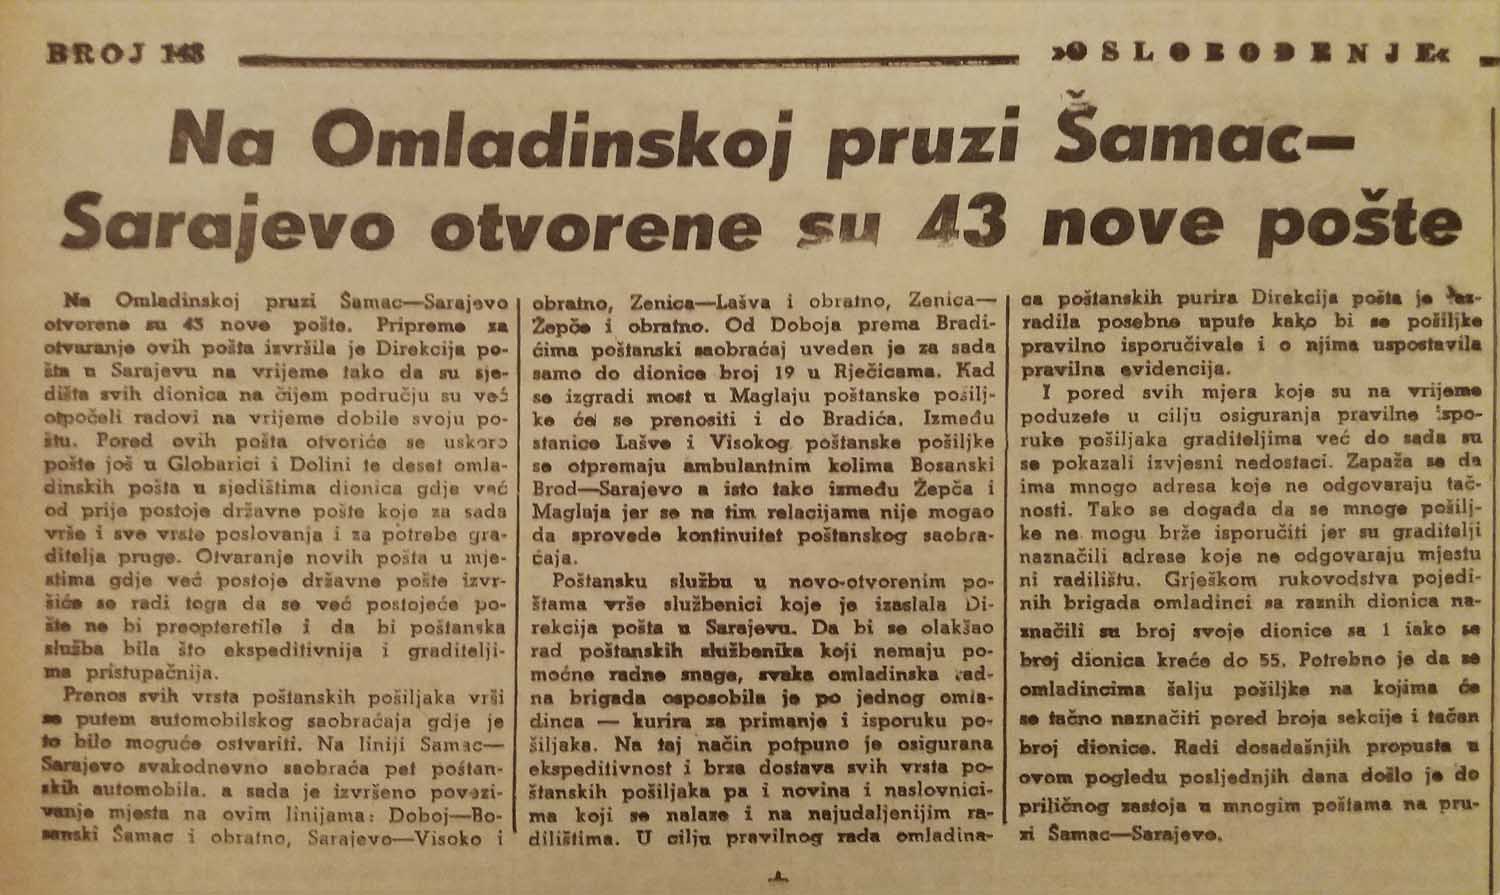 BROJ 148
»OSLOBOĐENJE«
Na Omladinskoj pruzi Šamac—
Sarajevo otvorene su 43 nove pošte
Na Omladinskoj pruzi Šamac—Sarajevo
otvorene su 43 nove pošte. Pripreme za
otvaranje ovih pošta izvršila je Direkcija po-
šta u Sarajevu na vrijeme tako da su sje-
dišta svih dionica na čijem području su već
otpočeli radovi na vrijeme dobile svoju po-
štu. Pored ovih pošta otvoriće se uskoro
pošte još u Globarici i Dolini te deset omla-
dinskih pošta u sjedištima dionica gdje već
od prije postoje državne pošte koje za sada
vrše i sve vrste poslovanja i za potrebe gra-
ditelja pruge. Otvaranje novih pošta u mje-
stima gdje već postoje državne pošte izvr-
šiće se radi toga da se već postojeće po-
šte ne bi preopteretile i da bi poštanska
služba bila što ekspeditivnija i graditelji-
ma pristupačnija.
Prenos svih vrsta poštanskih pošiljaka vrši
se putem automobilskog saobraćaja gdje je
to bilo moguće ostvariti. Na liniji Samac—
Sarajevo svakodnevno saobraća pet poštan-
skih automobila. a sada je izvršeno povezi-
vanje mjesta na ovim linijama: Doboj—Bo-
sanski Šamac i obratno, Sarajevo—Visoko i
obratno, Zenica—Lašva i obratno, Zenica—
Žepče i obratno. Od Doboja prema Bradi-
ćima poštanski saobraćaj uveden je za sada
samo do dionice broj 19 u Rječicama. Kad
se izgradi most u Maglaju poštanske pošilj-
ke će se prenositi i do Bradića. Između
stanice Lašve i Visokog poštanske pošiljke
se otpremaju ambulantnim kolima Bosanski
Brod—Sarajevo a isto tako između Žepča i
Maglaja jer se na tim relacijama nije mogao
da sprovede kontinuitet poštanskog saobra-
ćaja.
Poštansku službu u novo-otvorenim po-
štama vrše službenici koje je izaslala Di-
rekcija pošta u Sarajevu. Da bi se olakšao
rad poštanskih službenika koji nemaju po-
moćne radne snage, svaka omladinska rad-
na brigada osposobila je po jednog omla-
dinca — kurira za primanje i isporuku po-
šiljaka. Na taj način potpuno je osigurana
ekspeditivnost i brza dostava svih vrsta po-
štanskih pošiljaka pa i novina i naslovnici-
ma koji se nalaze i na najudaljenijim ra-
dilištima. U cilju pravilnog rada omladina-
ca poštanskih purira Direkcija pošta je raz-
radila posebne upute kako bi se pošiljke
pravilno isporučivale i o njima uspostavila
pravilna evidencija.
I pored svih mjera koje su na vrijeme
poduzete u cilju osiguranja pravilne ispo-
ruke pošiljaka graditeljima već do sada su
se pokazali izvjesni nedostaci. Zapaža se da
ima mnogo adresa koje ne odgovaraju tač-
nosti. Tako se događa da se mnoge pošilj-
ke ne mogu brže isporučiti jer su graditelji
naznačili adrese koje ne odgovaraju mjestu
ni radilištu. Grješkom rukovodstva pojedi-
nih brigada omladinci sa raznih dionica na-
značili su broj svoje dionice sa 1 iako se
broj dionica kreće do 55. Potrebno je da se
omladincima šalju pošiljke na kojima će
se tačno naznačiti pored broja sekcije i tačan
broj dionice. Radi dosadašnjih propusta u
ovom pogledu posljednjih dana došlo je do
priličnog zastoja u mnogim poštama na pru-
zi Šamac—Sarajevo.